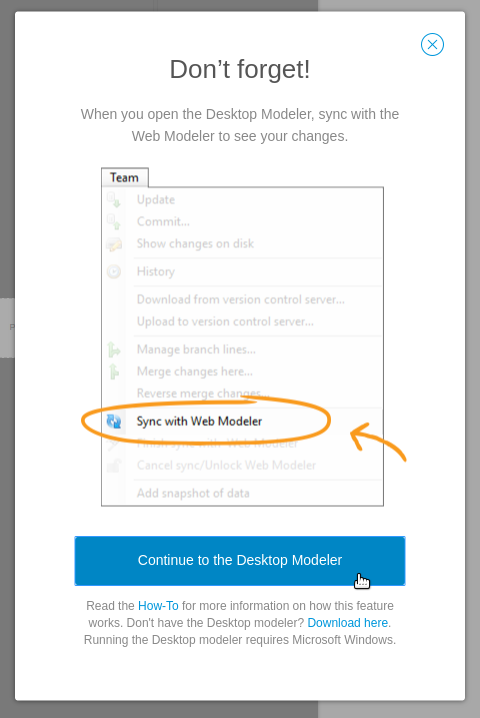 Don't forget!
When you open the Desktop Modeler, sync with the
Web Modeler to see your changes.
Team
Update
Commit...
Show changes on disk
History
Download from version control server...
Upload to version control server...
Manage branch lines...
Merge changes here...
Reverse merge changes...
Sync with Web Modeler
Finish sync with Web Modeler
Cancel sync/Unlock Web Modeler
Add snapshot of data
Continue to the Desktop Modeler
Read the How-To for more information on how this feature
works. Don't have the Desktop modeler? Download here.
Running the Desktop modeler requires Microsoft Windows.